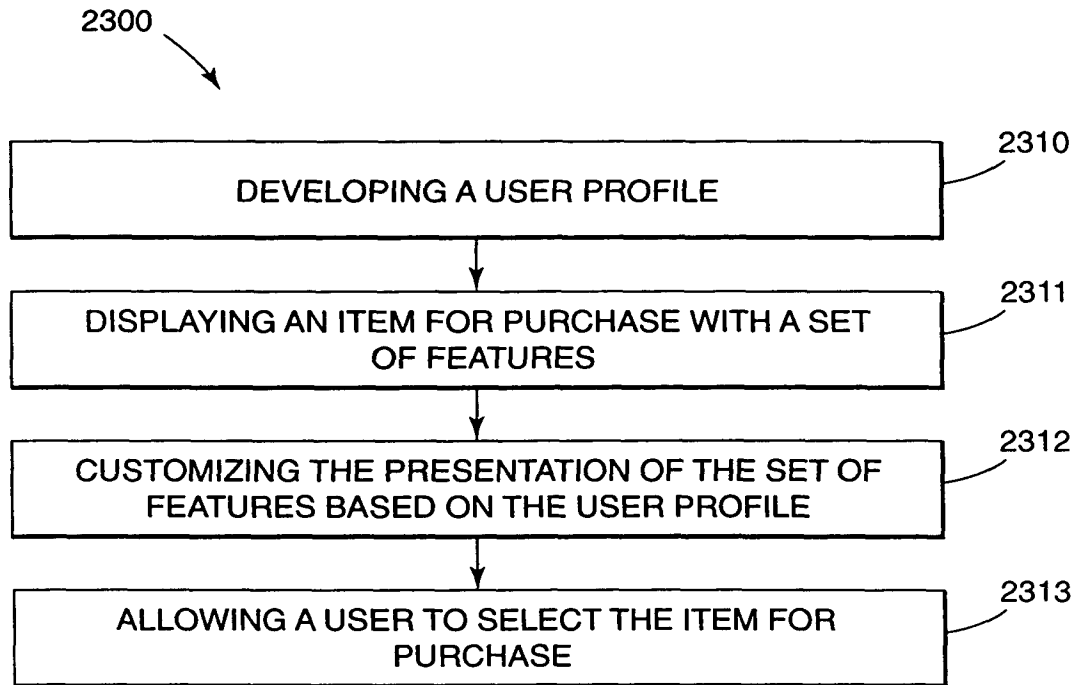 2300
2310
DEVELOPING A USER PROFILE
2311
DISPLAYING AN ITEM FOR PURCHASE WITH A SET
OF FEATURES
2312
CUSTOMIZING THE PRESENTATION OF THE SET OF
FEATURES BASED ON THE USER PROFILE
2313
ALLOWING A USER TO SELECT THE ITEM FOR
PURCHASE